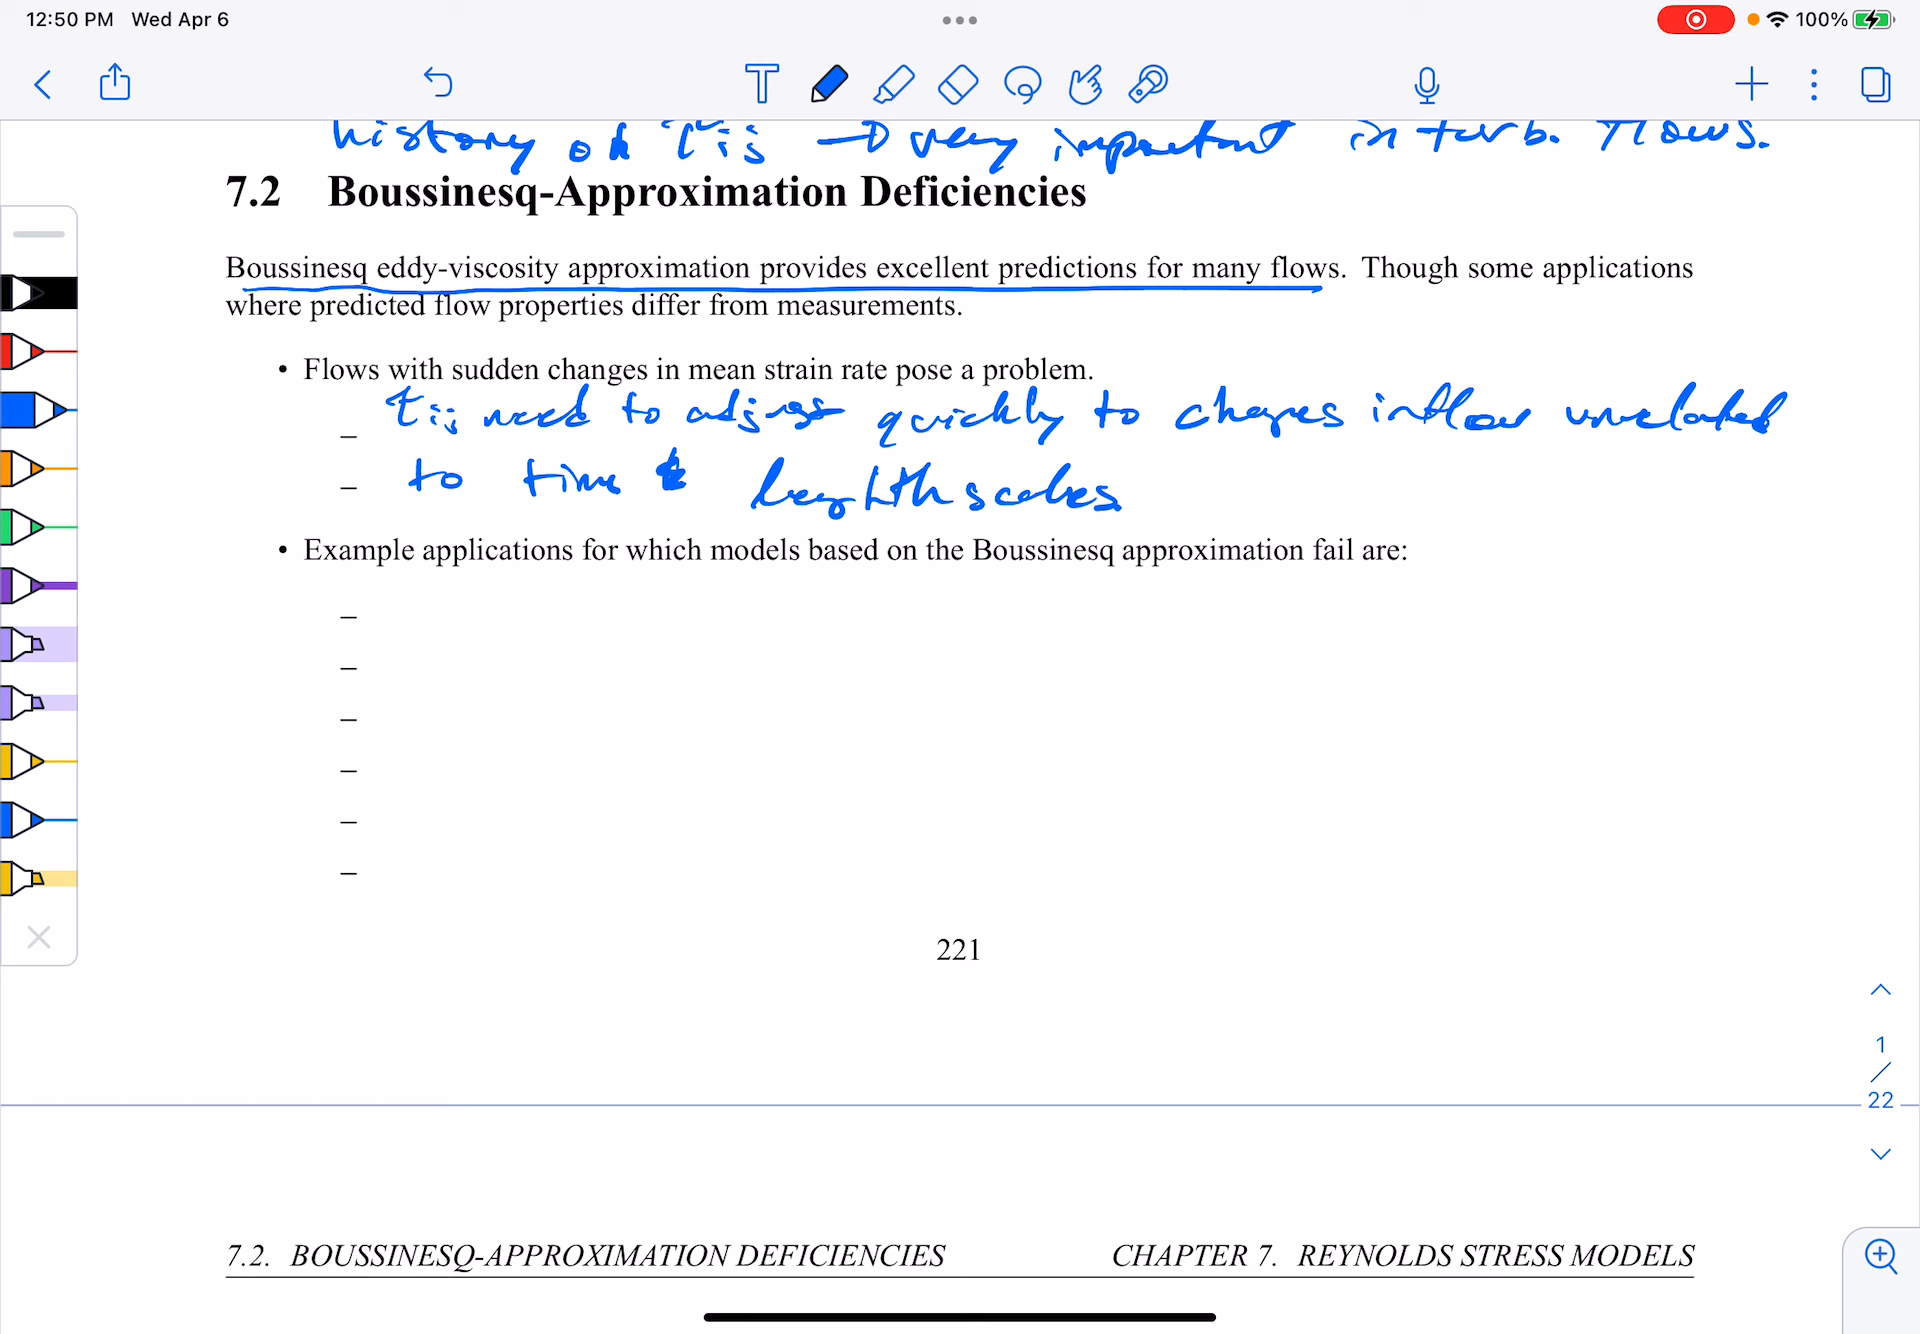 12:50 PM Wed Apr 6
100%
T
history of τij → very important in turb. flows.
7.2 Boussinesq-Approximation Deficiencies
Boussinesq eddy-viscosity approximation provides excellent predictions for many flows. Though some applications
where predicted flow properties differ from measurements.
• Flows with sudden changes in mean strain rate pose a problem.
– τij need to adjust quickly to changes in flow unrelated
– to time & length scales
• Example applications for which models based on the Boussinesq approximation fail are:
–
–
–
–
–
–
221
1
/
22
7.2. BOUSSINESQ-APPROXIMATION DEFICIENCIES CHAPTER 7. REYNOLDS STRESS MODELS